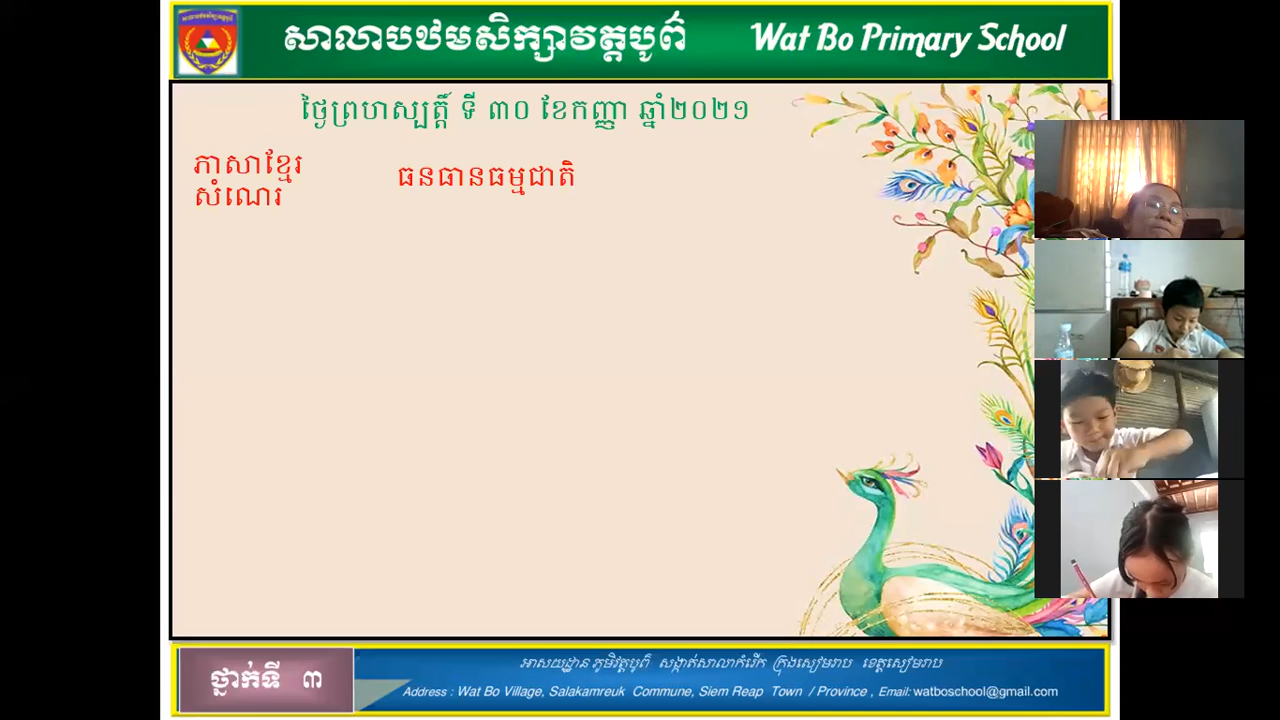 សាលាបឋមសិក្សាវត្តបូព៌ Wat Bo Primary School
ថ្ងៃព្រហស្បត្តិ៍ ទី ៣០ ខែកញ្ញា ឆ្នាំ២០២១
ភាសាខ្មែរ
សំណេរ
ធនធានធម្មជាតិ
ថ្នាក់ទី ៣
អាសយដ្ឋាន ភូមិវត្តបូព៌ សង្កាត់សាលាកំរើក ក្រុងសៀមរាប ខេត្តសៀមរាប
Address : Wat Bo Village, Salakamreuk Commune, Siem Reap Town / Province , Email: watboschool@gmail.com